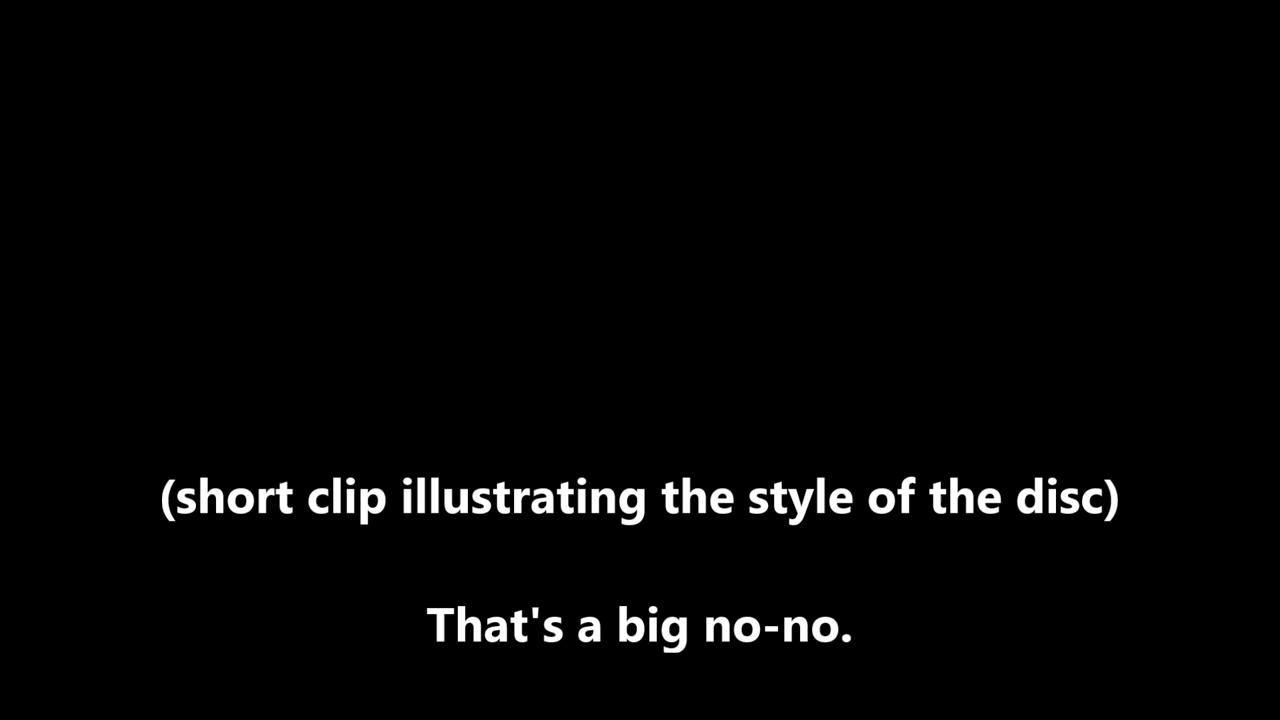 (short clip illustrating the style of the disc)
That's a big no-no.